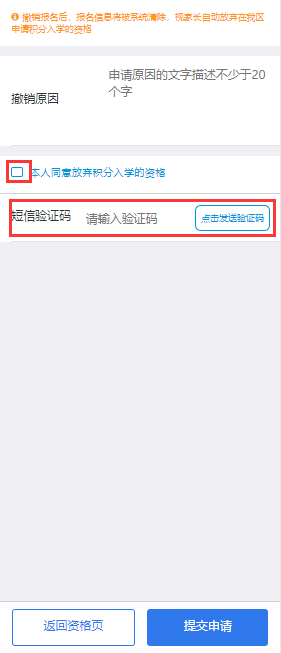 撤销报名后，报名信息将被系统清除，视家长自动放弃在我区
申请积分入学的资格
撤销原因
申请原因的文字描述不少于20
个字
本人同意放弃积分入学的资格
短信验证码 请输入验证码 点击发送验证码
返回资格页 提交申请